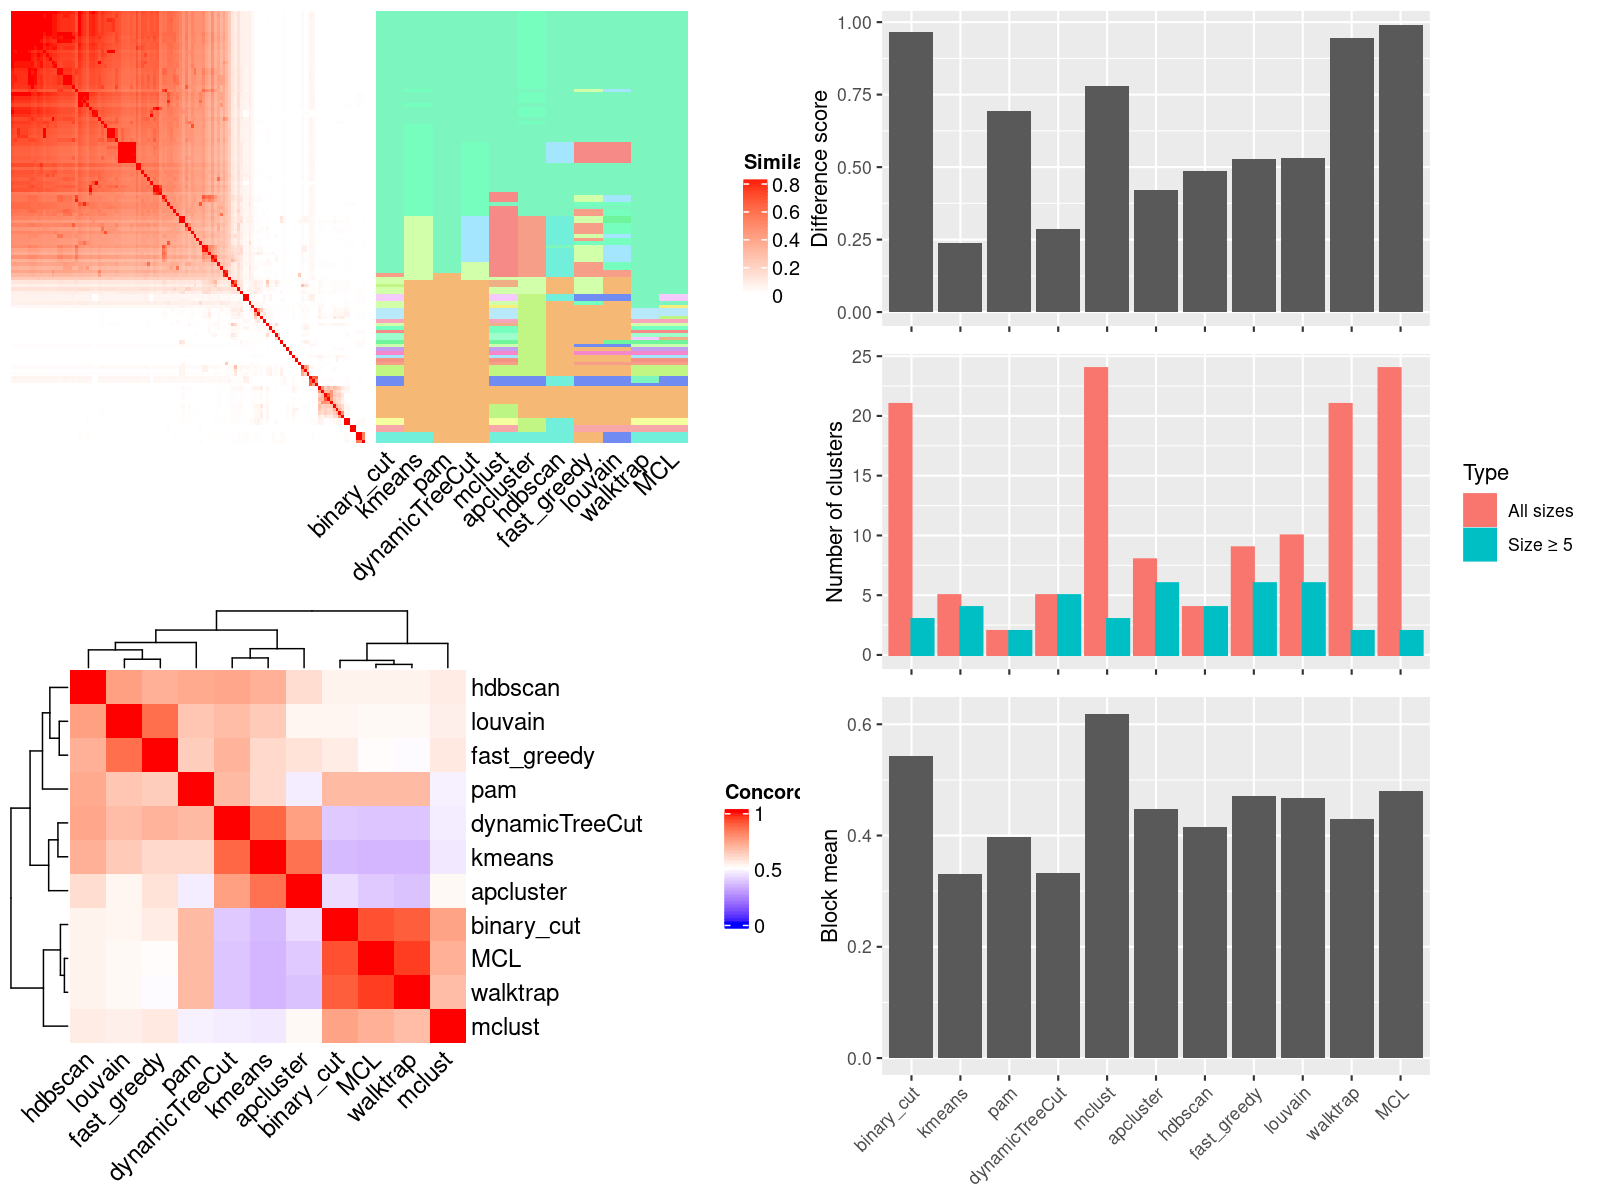 Simila
0.8
0.6
0.4
0.2
0
binary_cut
kmeans
pam
dynamicTreeCut
mclust
apcluster
hdbscan
fast_greedy
louvain
walktrap
MCL
Difference score
1.00
0.75
0.50
0.25
0.00
Number of clusters
25
20
15
10
5
0
Type
All sizes
Size ≥ 5
hdbscan
louvain
fast_greedy
pam
dynamicTreeCut
kmeans
apcluster
binary_cut
MCL
walktrap
mclust
hdbscan
louvain
fast_greedy
pam
dynamicTreeCut
kmeans
apcluster
binary_cut
MCL
walktrap
mclust
Concord
1
0.5
0
Block mean
0.6
0.4
0.2
0.0
binary_cut
kmeans
pam
dynamicTreeCut
mclust
apcluster
hdbscan
fast_greedy
louvain
walktrap
MCL